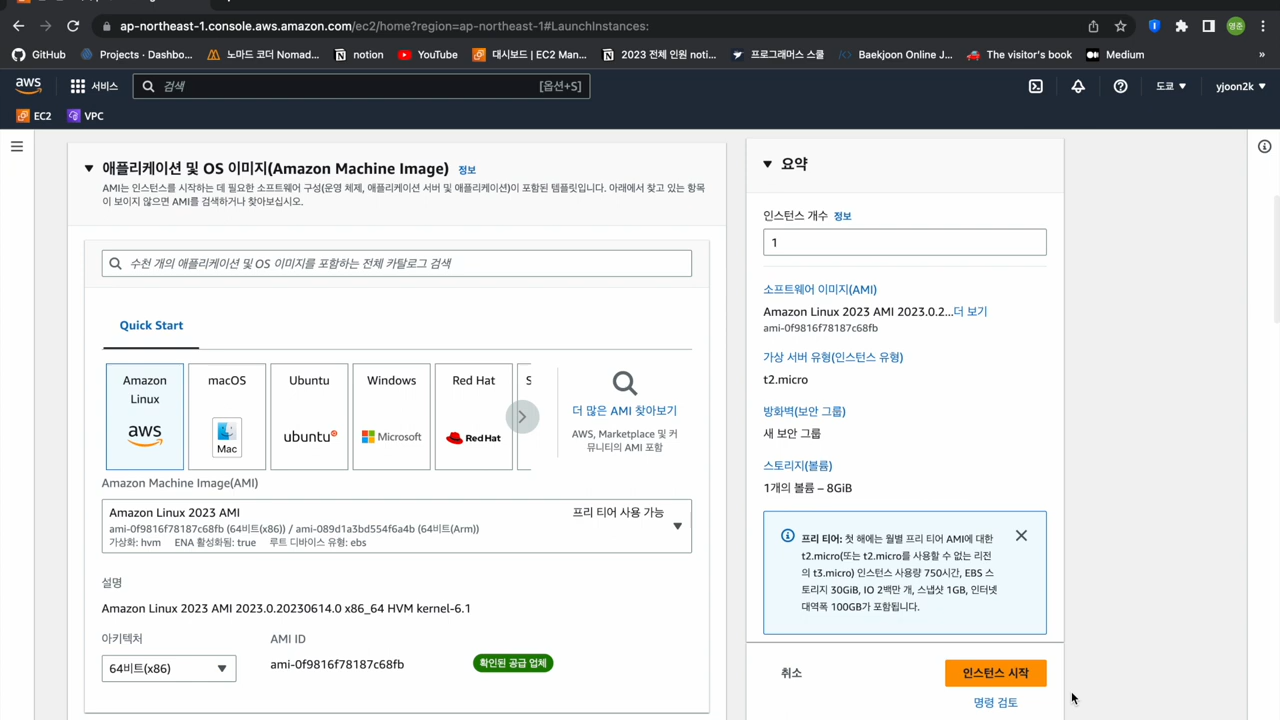 ap-northeast-1.console.aws.amazon.com/ec2/home?region=ap-northeast-1#LaunchInstances:
영준
GitHub
Projects · Dashbo...
노마드 코더 Nomad...
notion
YouTube
대시보드 | EC2 Man...
2023 전체 인원 noti...
프로그래머스 스쿨
Baekjoon Online J...
The visitor's book
Medium
»
aws
서비스
검색
[옵션+S]
도쿄
yjoon2k
EC2
VPC
애플리케이션 및 OS 이미지(Amazon Machine Image) 정보
AMI는 인스턴스를 시작하는 데 필요한 소프트웨어 구성(운영 체제, 애플리케이션 서버 및 애플리케이션)이 포함된 템플릿입니다. 아래에서 찾고 있는 항목
이 보이지 않으면 AMI를 검색하거나 찾아보십시오.
수천 개의 애플리케이션 및 OS 이미지를 포함하는 전체 카탈로그 검색
Quick Start
Amazon
Linux
aws
macOS
Mac
Ubuntu
ubuntu
Windows
Microsoft
Red Hat
Red Hat
S
더 많은 AMI 찾아보기
AWS, Marketplace 및 커
뮤니티의 AMI 포함
Amazon Machine Image(AMI)
Amazon Linux 2023 AMI
프리 티어 사용 가능
ami-0f9816f78187c68fb (64비트(x86)) / ami-089d1a3bd554f6a4b (64비트(Arm))
가상화: hvm ENA 활성화됨: true 루트 디바이스 유형: ebs
설명
Amazon Linux 2023 AMI 2023.0.20230614.0 x86_64 HVM kernel-6.1
아키텍처
AMI ID
64비트(x86)
ami-0f9816f78187c68fb
확인된 공급 업체
요약
인스턴스 개수 정보
1
소프트웨어 이미지(AMI)
Amazon Linux 2023 AMI 2023.0.2...더 보기
ami-0f9816f78187c68fb
가상 서버 유형(인스턴스 유형)
t2.micro
방화벽(보안 그룹)
새 보안 그룹
스토리지(볼륨)
1개의 볼륨 – 8GiB
프리 티어: 첫 해에는 월별 프리 티어 AMI에 대한
t2.micro(또는 t2.micro를 사용할 수 없는 리전
의 t3.micro) 인스턴스 사용량 750시간, EBS 스
토리지 30GiB, IO 2백만 개, 스냅샷 1GB, 인터넷
대역폭 100GB가 포함됩니다.
취소
인스턴스 시작
명령 검토